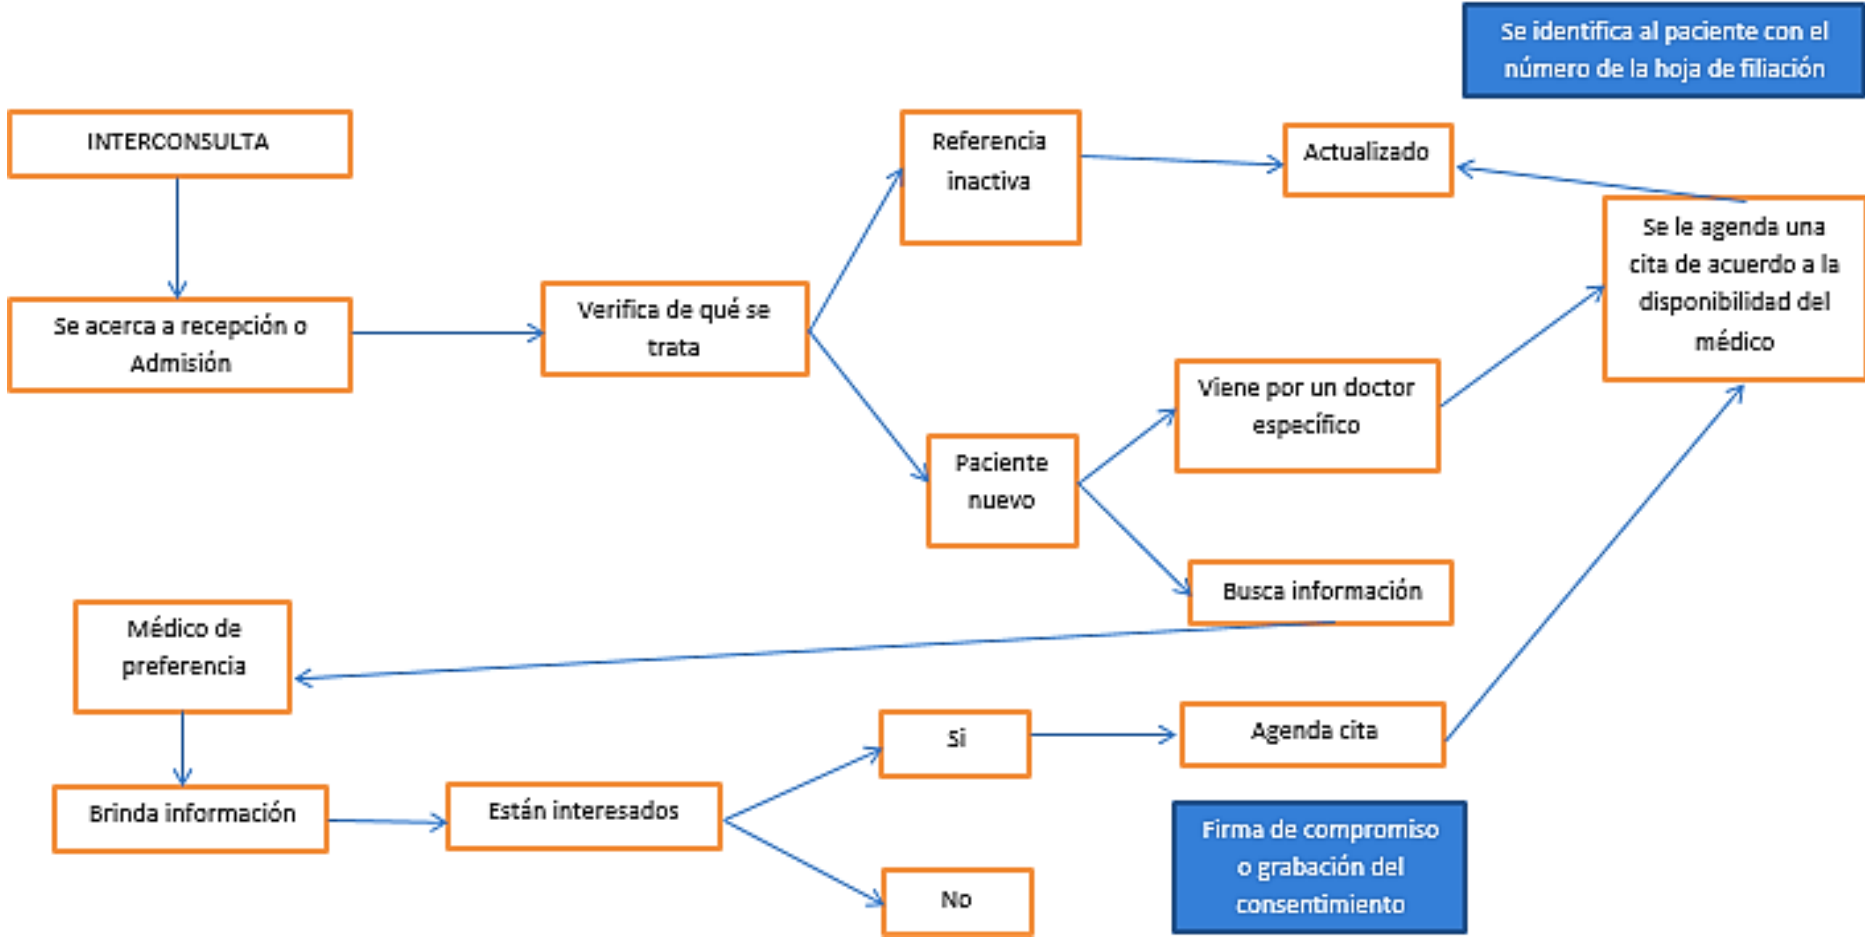 Se identifica al paciente con el
número de la hoja de filiación
INTERCONSULTA
Referencia
inactiva
Actualizado
Se le agenda una
cita de acuerdo a la
disponibilidad del
médico
Se acerca a recepción o
Admisión
Verifica de qué se
trata
Viene por un doctor
específico
Paciente
nuevo
Busca información
Médico de
preferencia
Si
Agenda cita
Brinda información
Están interesados
Firma de compromiso
o grabación del
consentimiento
No